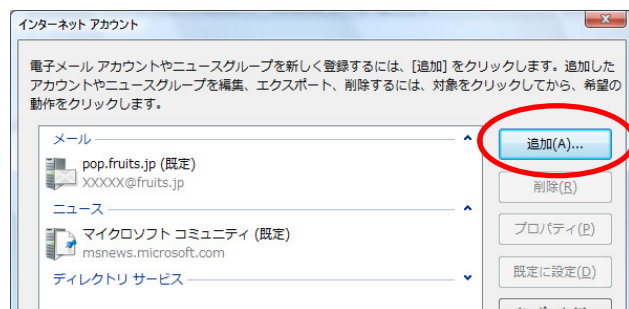 インターネット アカウント
電子メール アカウントやニュースグループを新しく登録するには、[追加] をクリックします。追加した
アカウントやニュースグループを編集、エクスポート、削除するには、対象をクリックしてから、希望の
動作をクリックします。
メール
pop.fruits.jp (既定)
XXXXX@fruits.jp
ニュース
マイクロソフト コミュニティ (既定)
msnews.microsoft.com
ディレクトリ サービス
追加(A)...
削除(R)
プロパティ(P)
既定に設定(D)